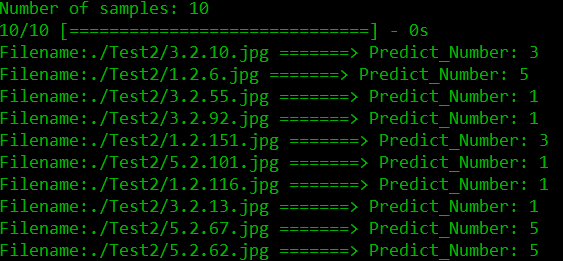 Number of samples: 10
10/10 [==============================] - 0s
Filename:./Test2/3.2.10.jpg =======> Predict_Number: 3
Filename:./Test2/1.2.6.jpg =======> Predict_Number: 5
Filename:./Test2/3.2.55.jpg =======> Predict_Number: 1
Filename:./Test2/3.2.92.jpg =======> Predict_Number: 1
Filename:./Test2/1.2.151.jpg =======> Predict_Number: 3
Filename:./Test2/5.2.101.jpg =======> Predict_Number: 1
Filename:./Test2/1.2.116.jpg =======> Predict_Number: 1
Filename:./Test2/3.2.13.jpg =======> Predict_Number: 1
Filename:./Test2/5.2.67.jpg =======> Predict_Number: 5
Filename:./Test2/5.2.62.jpg =======> Predict_Number: 5